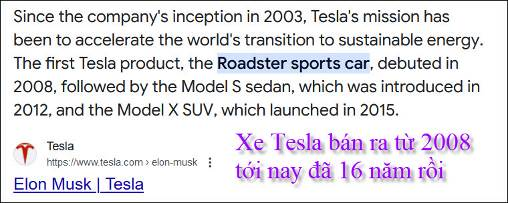 Since the company's inception in 2003, Tesla's mission has
been to accelerate the world's transition to sustainable energy.
The first Tesla product, the Roadster sports car, debuted in
2008, followed by the Model S sedan, which was introduced in
2012, and the Model X SUV, which launched in 2015.
Tesla
https://www.tesla.com › elon-musk
Elon Musk | Tesla
Xe Tesla bán ra từ 2008
tới nay đã 16 năm rồi